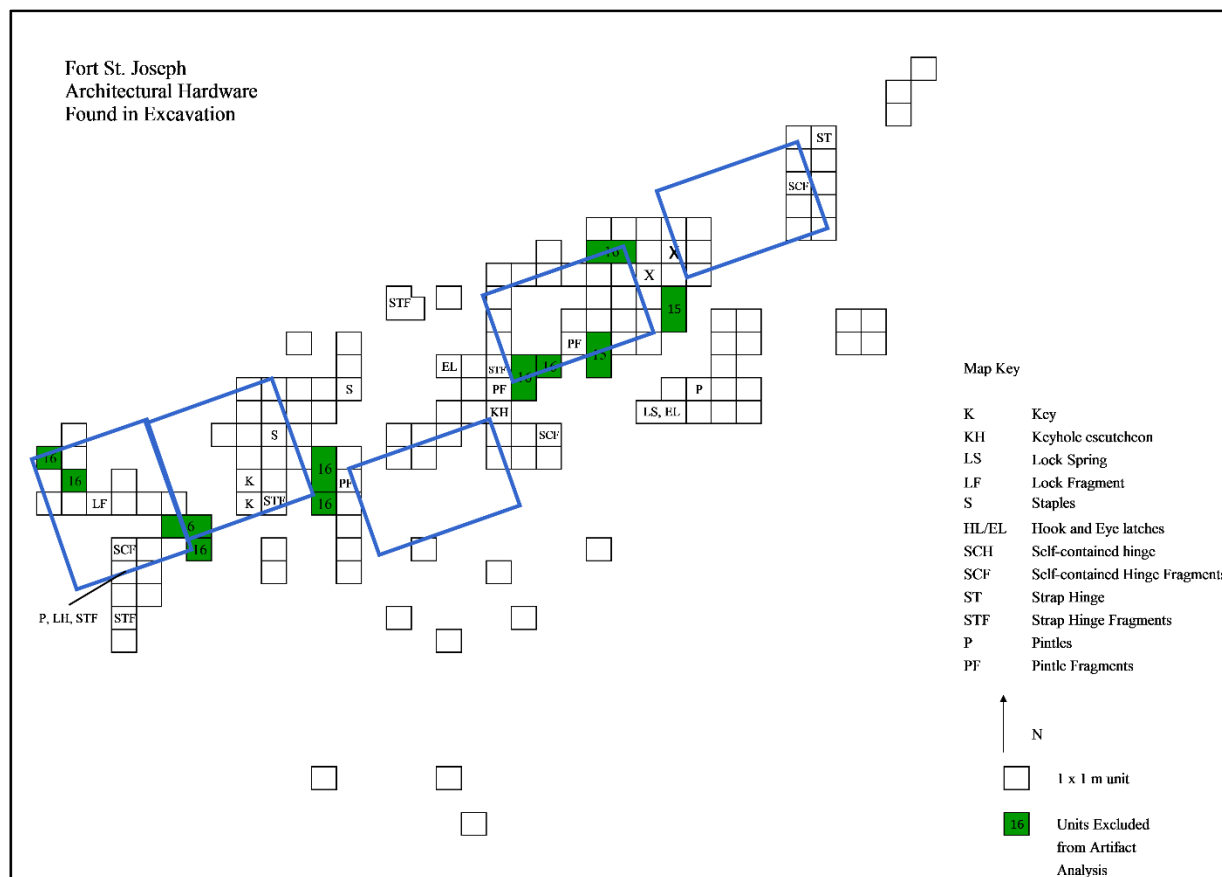 Fort St. Joseph
Architectural Hardware
Found in Excavation
ST
SCF
16
X
X
STF
15
PF
15
EL
STF
16
16
PF
P
S
KH
LS, EL
S
SCF
16
16
16
K
PF
LF
K
STF
16
6
SCF
16
P, LH, STF
STF
Map Key
K Key
KH Keyhole escutcheon
LS Lock Spring
LF Lock Fragment
S Staples
HL/EL Hook and Eye latches
SCH Self-contained hinge
SCF Self-contained Hinge Fragments
ST Strap Hinge
STF Strap Hinge Fragments
P Pintles
PF Pintle Fragments
N
1 x 1 m unit
16 Units Excluded
from Artifact
Analysis